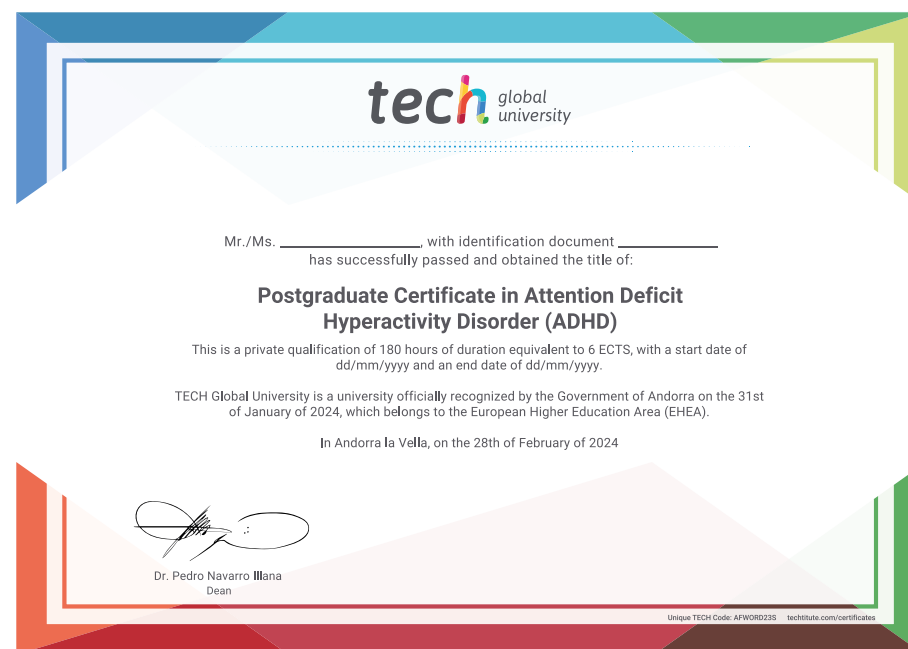 tech global
university
Mr./Ms. ____________, with identification document ____________
has successfully passed and obtained the title of:
Postgraduate Certificate in Attention Deficit
Hyperactivity Disorder (ADHD)
This is a private qualification of 180 hours of duration equivalent to 6 ECTS, with a start date of
dd/mm/yyyy and an end date of dd/mm/yyyy.
TECH Global University is a university officially recognized by the Government of Andorra on the 31st
of January of 2024, which belongs to the European Higher Education Area (EHEA).
In Andorra la Vella, on the 28th of February of 2024
Dr. Pedro Navarro Illana
Dean
Unique TECH Code: AFWORD23S techtitute.com/certificates